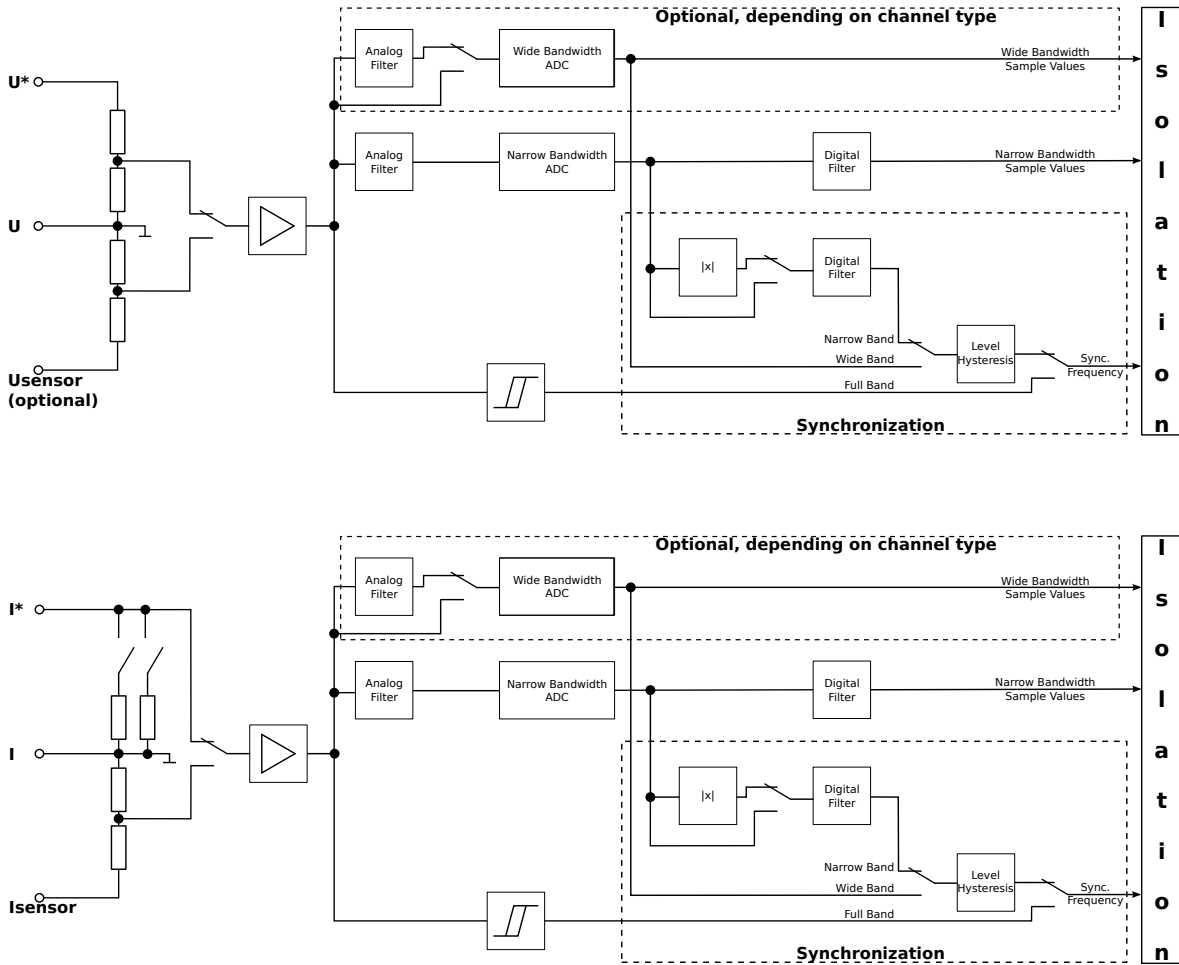 Optional, depending on channel type
Analog
Filter
Wide Bandwidth
ADC
Wide Bandwidth
Sample Values
U*
Analog
Filter
Narrow Bandwidth
ADC
Digital
Filter
Narrow Bandwidth
Sample Values
U
|x|
Digital
Filter
Narrow Band
Wide Band
Full Band
Level
Hysteresis
Sync.
Frequency
Usensor
(optional)
Synchronization
I
s
o
l
a
t
i
o
n
Optional, depending on channel type
Analog
Filter
Wide Bandwidth
ADC
Wide Bandwidth
Sample Values
I*
Analog
Filter
Narrow Bandwidth
ADC
Digital
Filter
Narrow Bandwidth
Sample Values
I
|x|
Digital
Filter
Narrow Band
Wide Band
Full Band
Level
Hysteresis
Sync.
Frequency
Isensor
Synchronization
I
s
o
l
a
t
i
o
n